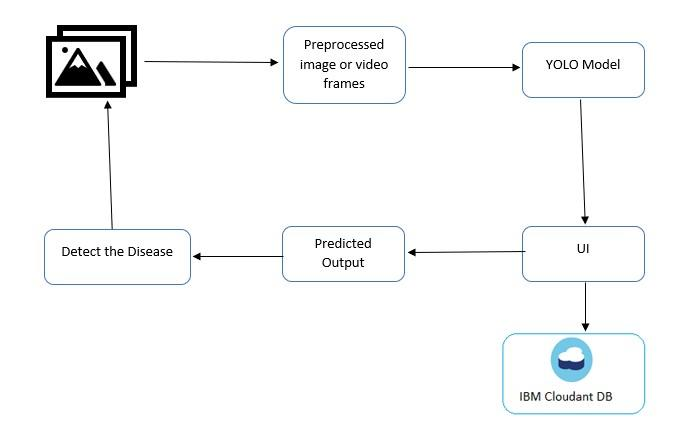 Preprocessed
image or video
frames
YOLO Model
Detect the Disease
Predicted
Output
UI
IBM Cloudant DB